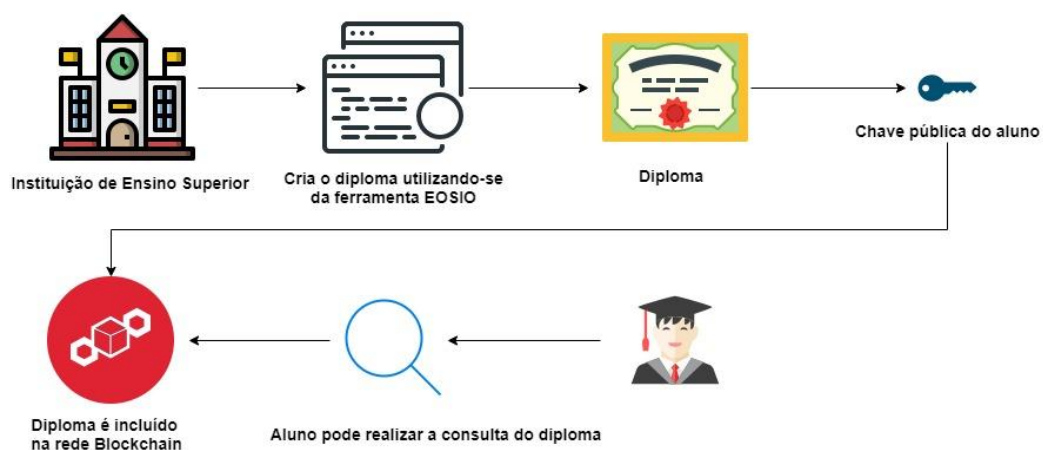 Instituição de Ensino Superior
Cria o diploma utilizando-se
da ferramenta EOSIO
Diploma
Chave pública do aluno
Diploma é incluído
na rede Blockchain
Aluno pode realizar a consulta do diploma